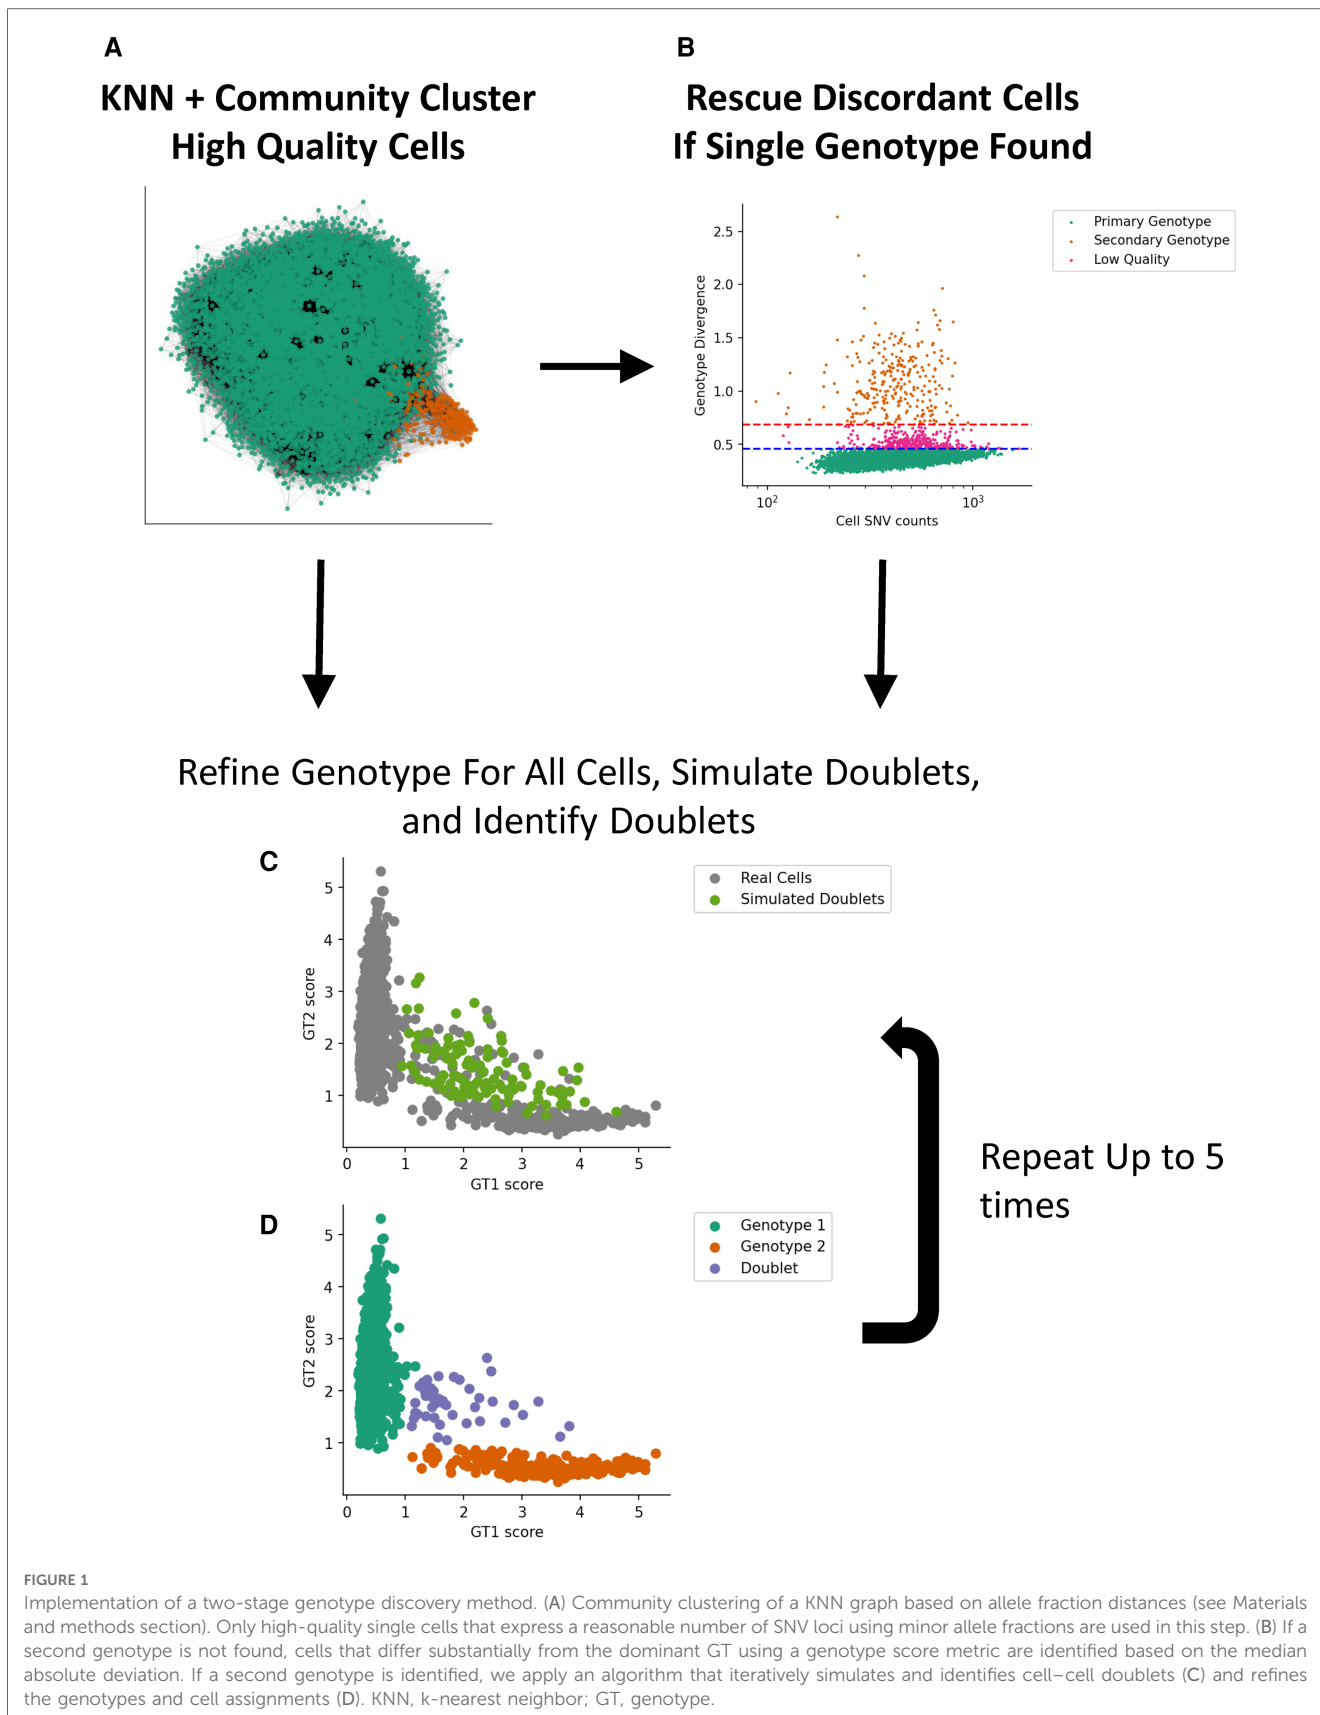 A
KNN + Community Cluster
High Quality Cells
B
Rescue Discordant Cells
If Single Genotype Found
Primary Genotype
Secondary Genotype
Low Quality
Genotype Divergence
2.5
2.0
1.5
1.0
0.5
10²
10³
Cell SNV counts
Refine Genotype For All Cells, Simulate Doublets,
and Identify Doublets
C
Real Cells
Simulated Doublets
GT2 score
5
4
3
2
1
0 1 2 3 4 5
GT1 score
Repeat Up to 5
times
D
Genotype 1
Genotype 2
Doublet
GT2 score
5
4
3
2
1
0 1 2 3 4 5
GT1 score
FIGURE 1
Implementation of a two-stage genotype discovery method. (A) Community clustering of a KNN graph based on allele fraction distances (see Materials
and methods section). Only high-quality single cells that express a reasonable number of SNV loci using minor allele fractions are used in this step. (B) If a
second genotype is not found, cells that differ substantially from the dominant GT using a genotype score metric are identified based on the median
absolute deviation. If a second genotype is identified, we apply an algorithm that iteratively simulates and identifies cell–cell doublets (C) and refines
the genotypes and cell assignments (D). KNN, k-nearest neighbor; GT, genotype.